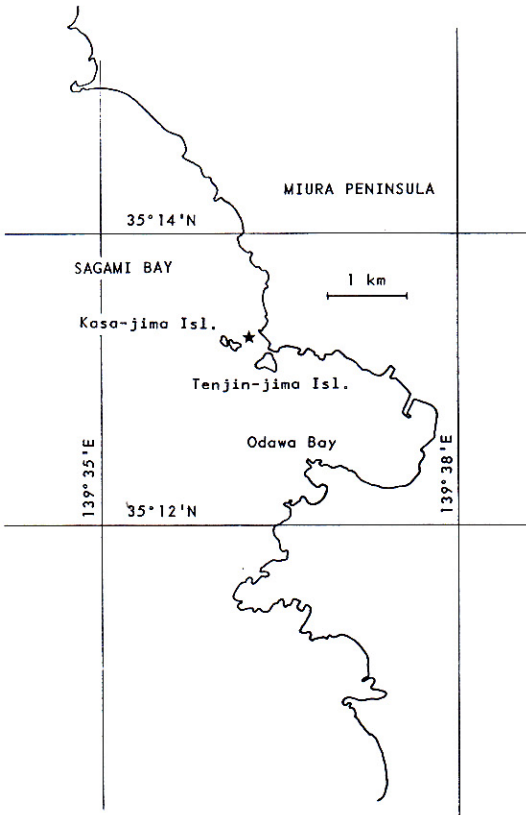 MIURA PENINSULA
35°14'N
SAGAMI BAY
1 km
Kasa-jima Isl.
Tenjin-jima Isl.
Odawa Bay
139°35'E
139°38'E
35°12'N